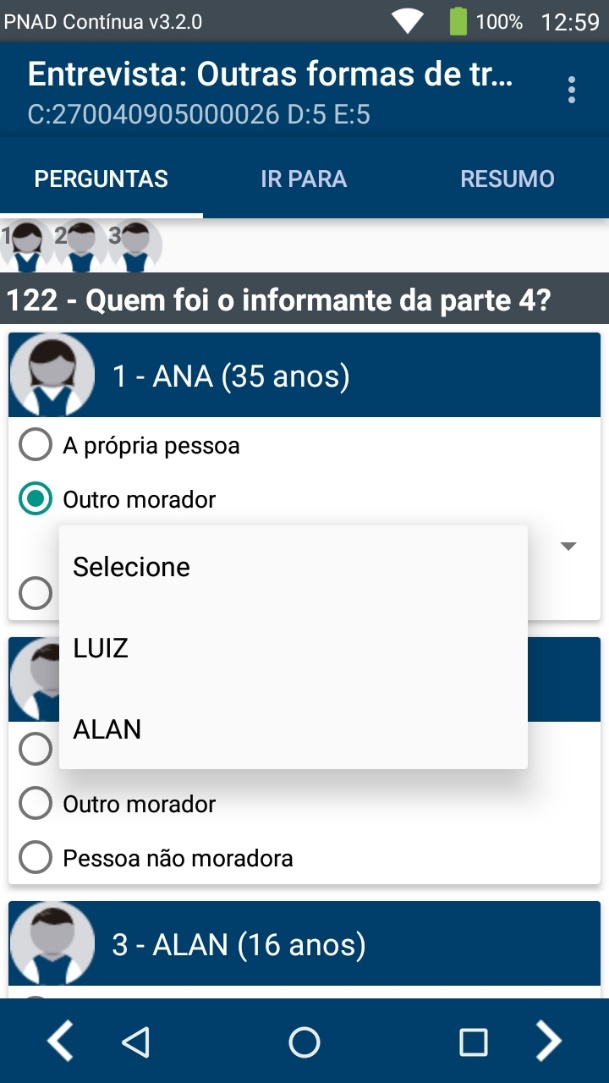 PNAD Contínua v3.2.0 100% 12:59
Entrevista: Outras formas de tr...
C:270040905000026 D:5 E:5
PERGUNTAS IR PARA RESUMO
1 2 3
122 - Quem foi o informante da parte 4?
1 - ANA (35 anos)
A própria pessoa
Outro morador
Selecione
LUIZ
ALAN
Outro morador
Pessoa não moradora
3 - ALAN (16 anos)